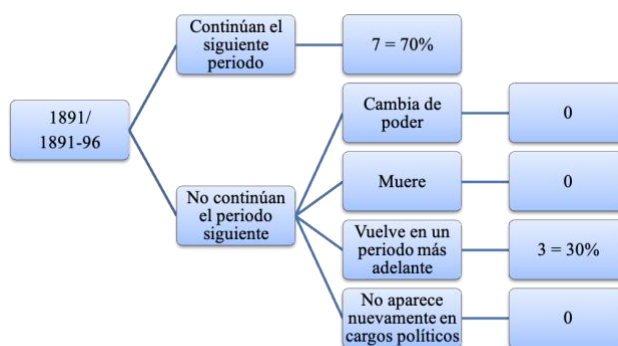 Continúan el
siguiente
periodo
7 = 70%
1891/
1891-96
No continúan
el periodo
siguiente
Cambia de
poder
0
Muere
0
Vuelve en un
periodo más
adelante
3 = 30%
No aparece
nuevamente en
cargos políticos
0